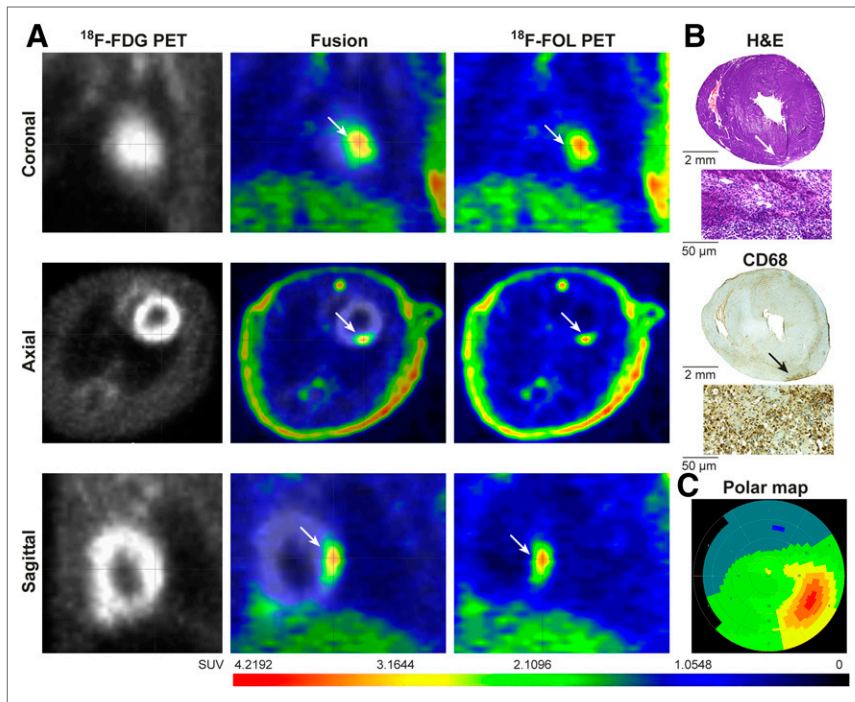 A
¹⁸F-FDG PET
Fusion
¹⁸F-FOL PET
Coronal
Axial
Sagittal
SUV
4.2192
3.1644
2.1096
1.0548
0
B
H&E
2 mm
50 µm
CD68
2 mm
50 µm
C
Polar map